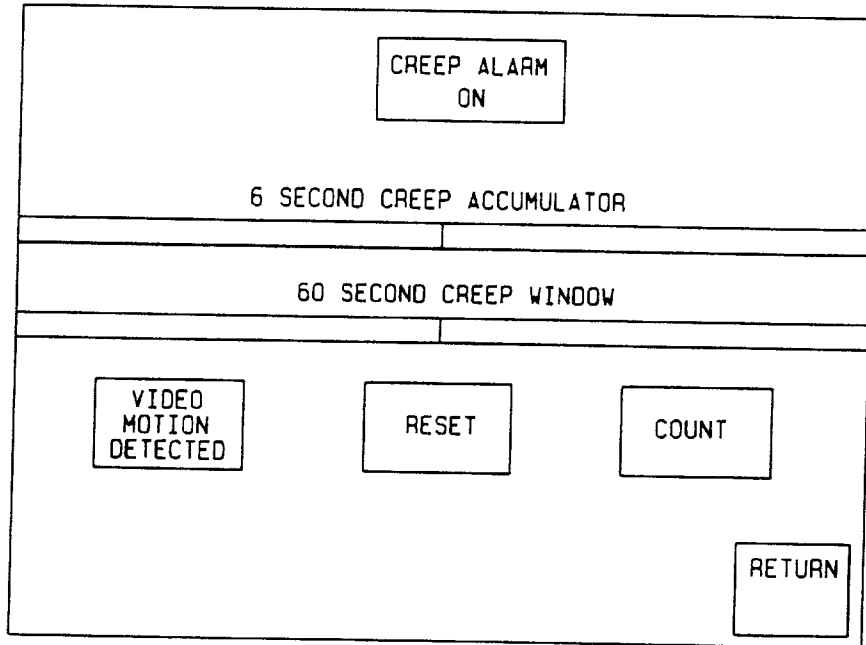 CREEP ALARM
ON
6 SECOND CREEP ACCUMULATOR
60 SECOND CREEP WINDOW
VIDEO
MOTION
DETECTED
RESET
COUNT
RETURN